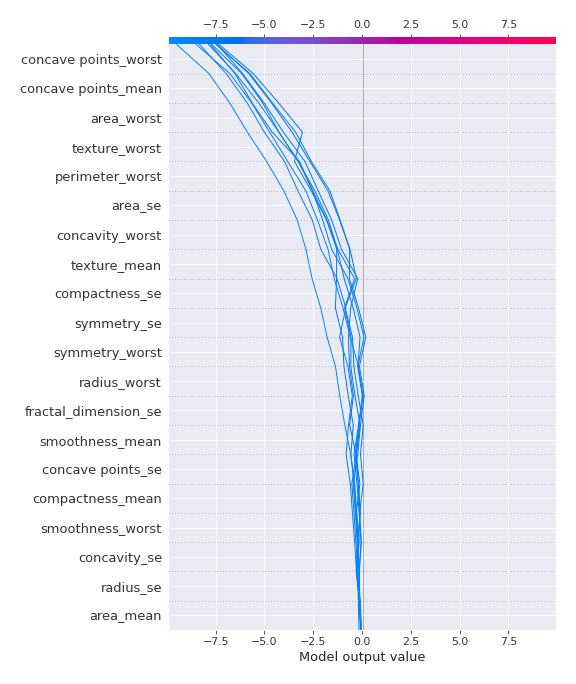 −7.5 −5.0 −2.5 0.0 2.5 5.0 7.5
concave points_worst
concave points_mean
area_worst
texture_worst
perimeter_worst
area_se
concavity_worst
texture_mean
compactness_se
symmetry_se
symmetry_worst
radius_worst
fractal_dimension_se
smoothness_mean
concave points_se
compactness_mean
smoothness_worst
concavity_se
radius_se
area_mean
−7.5 −5.0 −2.5 0.0 2.5 5.0 7.5
Model output value